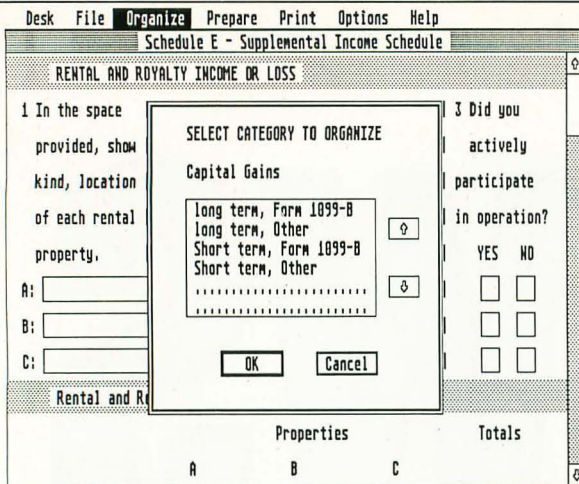 Desk File Organize Prepare Print Options Help
Schedule E - Supplemental Income Schedule
RENTAL AND ROYALTY INCOME OR LOSS
1 In the space
provided, show
kind, location
of each rental
property.
A:
B:
C:
SELECT CATEGORY TO ORGANIZE
Capital Gains
long term, Form 1099-B
long term, Other
Short term, Form 1099-B
Short term, Other
OK Cancel
3 Did you
actively
participate
in operation?
YES NO
Rental and
Properties Totals
A B C